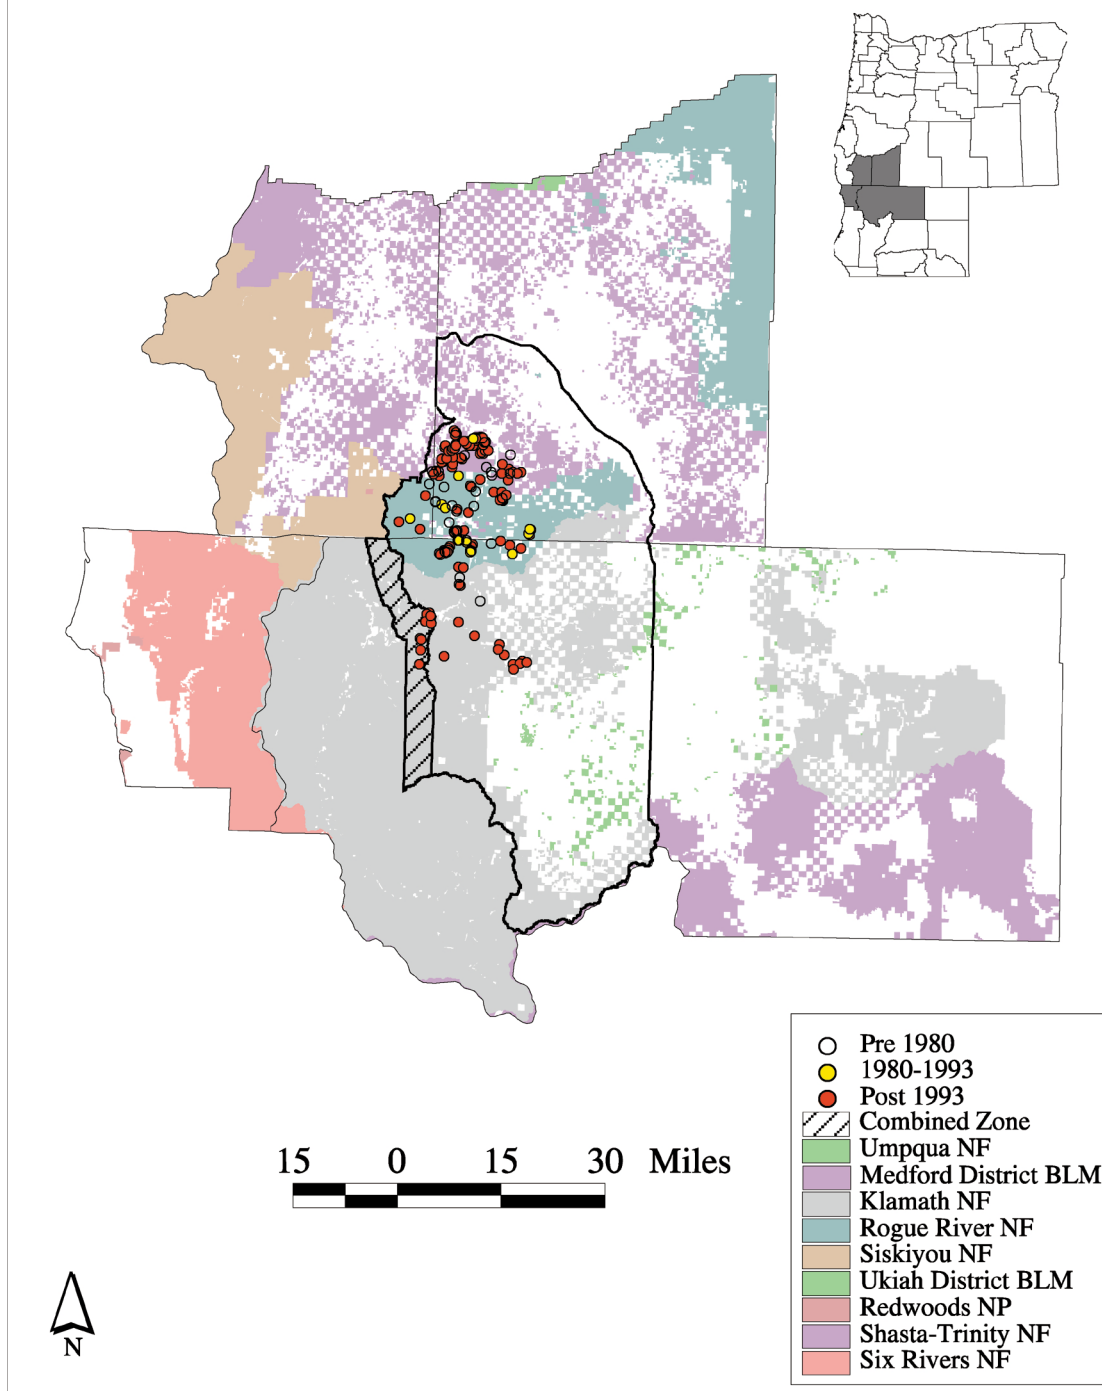 Pre 1980
1980-1993
Post 1993
Combined Zone
Umpqua NF
Medford District BLM
Klamath NF
Rogue River NF
Siskiyou NF
Ukiah District BLM
Redwoods NP
Shasta-Trinity NF
Six Rivers NF
15 0 15 30 Miles
N